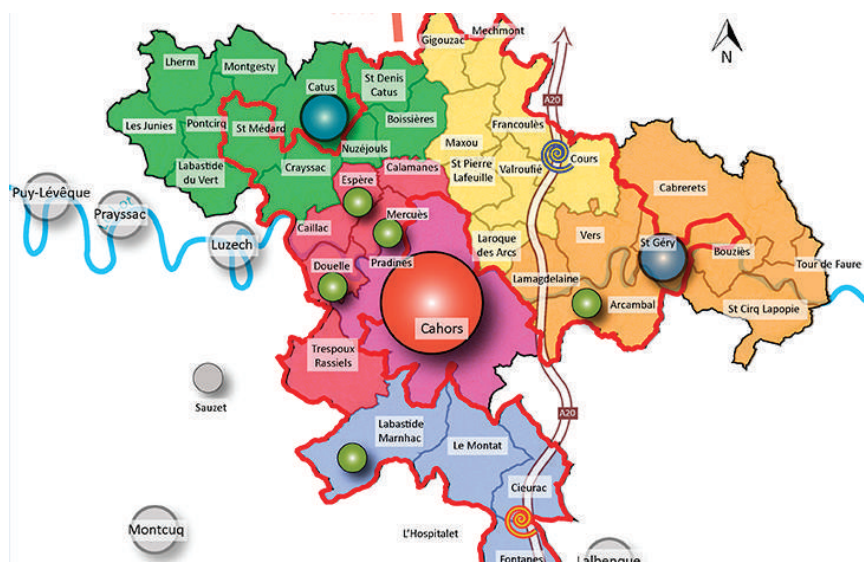 Gigouzac
Mechmont
Lherm
Montgesty
Catus
St Denis
Catus
N
A20
Les Junies
Pontcirq
St Médard
Boissières
Francoulès
Nuzéjouls
Maxou
Cours
Labastide
du Vert
Crayssac
Calamanes
St Pierre
Lafeuille
Valroufié
Espère
Puy-Lévêque
Prayssac
Cabrerets
Mercuès
Caillac
Vers
St Géry
Luzech
Laroque
des Arcs
Bouziès
Douelle
Pradines
Tour de Faure
Lamagdelaine
Arcambal
St Cirq Lapopie
Cahors
Trespoux
Rassiels
Sauzet
A20
Labastide
Marnhac
Le Montat
Cieurac
Montcuq
L'Hospitalet
Fontanes
Lalbenque